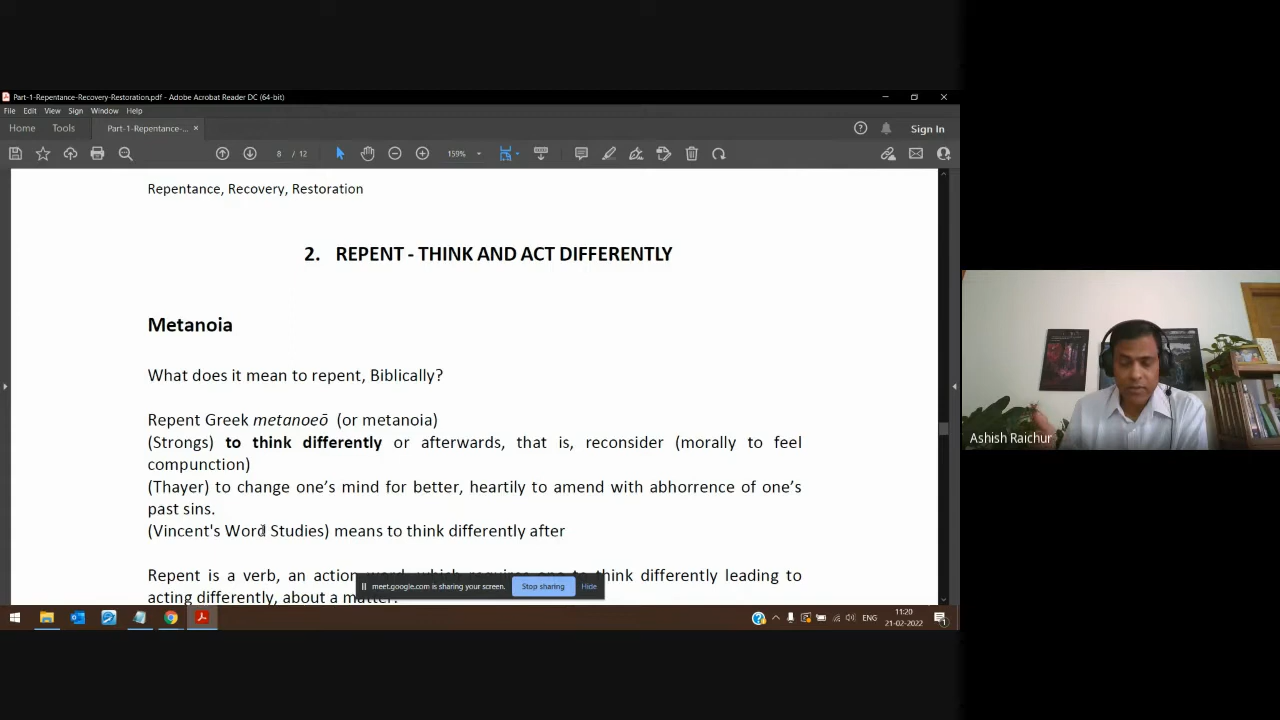 Part-1-Repentance-Recovery-Restoration.pdf - Adobe Acrobat Reader DC (64-bit)
File Edit View Sign Window Help
Home Tools Part-1-Repentance-... × Sign In
8 / 12 159%
Repentance, Recovery, Restoration
2. REPENT - THINK AND ACT DIFFERENTLY
Metanoia
What does it mean to repent, Biblically?
Repent Greek metanoeō (or metanoia)
(Strongs) to think differently or afterwards, that is, reconsider (morally to feel
compunction)
(Thayer) to change one's mind for better, heartily to amend with abhorrence of one's
past sins.
(Vincent's Word Studies) means to think differently after
Repent is a verb, an action to think differently leading to
acting differently, about a
meet.google.com is sharing your screen. Stop sharing Hide
Ashish Raichur
ENG
11:20
21-02-2022